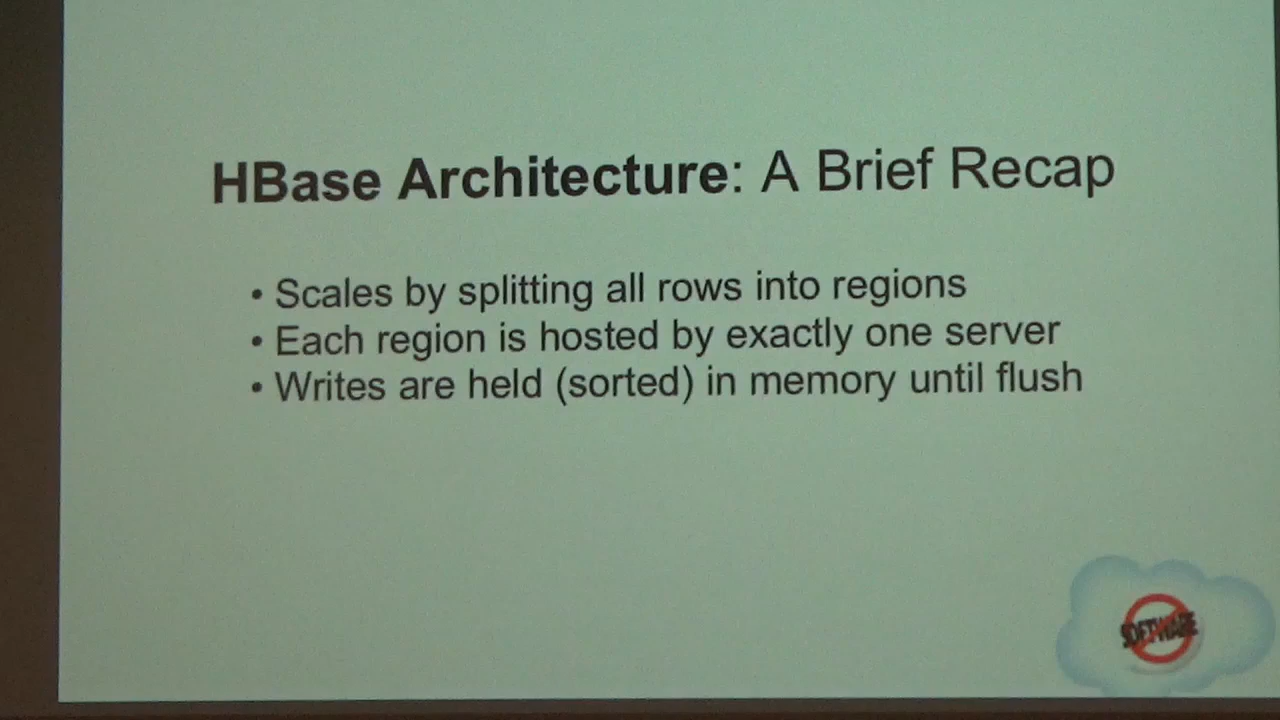 HBase Architecture: A Brief Recap
• Scales by splitting all rows into regions
• Each region is hosted by exactly one server
• Writes are held (sorted) in memory until flush
SOFTWARE